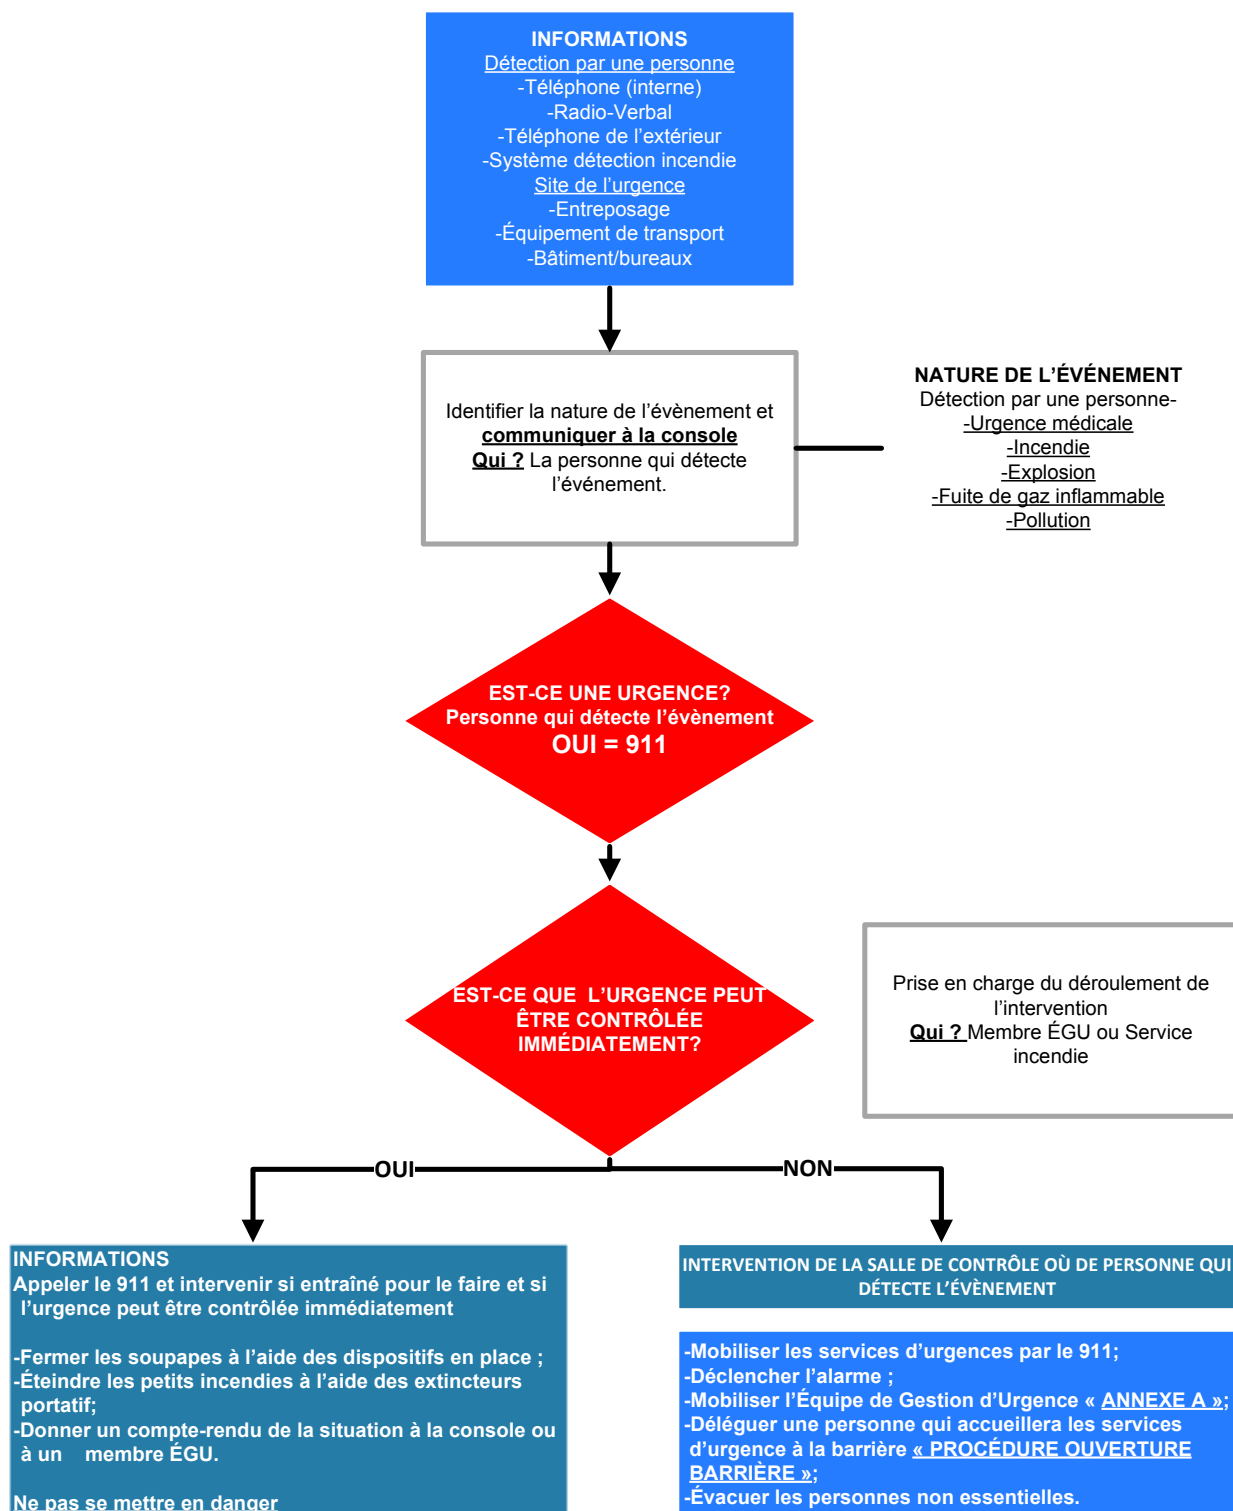 INFORMATIONS
Détection par une personne
-Téléphone (interne)
-Radio-Verbal
-Téléphone de l’extérieur
-Système détection incendie
Site de l’urgence
-Entreposage
-Équipement de transport
-Bâtiment/bureaux
Identifier la nature de l’évènement et
communiquer à la console
Qui ? La personne qui détecte
l’événement.
NATURE DE L’ÉVÉNEMENT
Détection par une personne-
-Urgence médicale
-Incendie
-Explosion
-Fuite de gaz inflammable
-Pollution
EST-CE UNE URGENCE?
Personne qui détecte l’évènement
OUI = 911
EST-CE QUE L’URGENCE PEUT
ÊTRE CONTRÔLÉE
IMMÉDIATEMENT?
Prise en charge du déroulement de
l’intervention
Qui ? Membre ÉGU ou Service
incendie
OUI
NON
INFORMATIONS
Appeler le 911 et intervenir si entraîné pour le faire et si
l’urgence peut être contrôlée immédiatement
-Fermer les soupapes à l’aide des dispositifs en place ;
-Éteindre les petits incendies à l’aide des extincteurs
portatif;
-Donner un compte-rendu de la situation à la console ou
à un membre ÉGU.
Ne pas se mettre en danger
INTERVENTION DE LA SALLE DE CONTRÔLE OÙ DE PERSONNE QUI
DÉTECTE L’ÉVÈNEMENT
-Mobiliser les services d’urgences par le 911;
-Déclencher l’alarme ;
-Mobiliser l’Équipe de Gestion d’Urgence « ANNEXE A »;
-Déléguer une personne qui accueillera les services
d’urgence à la barrière « PROCÉDURE OUVERTURE
BARRIÈRE »;
-Évacuer les personnes non essentielles.